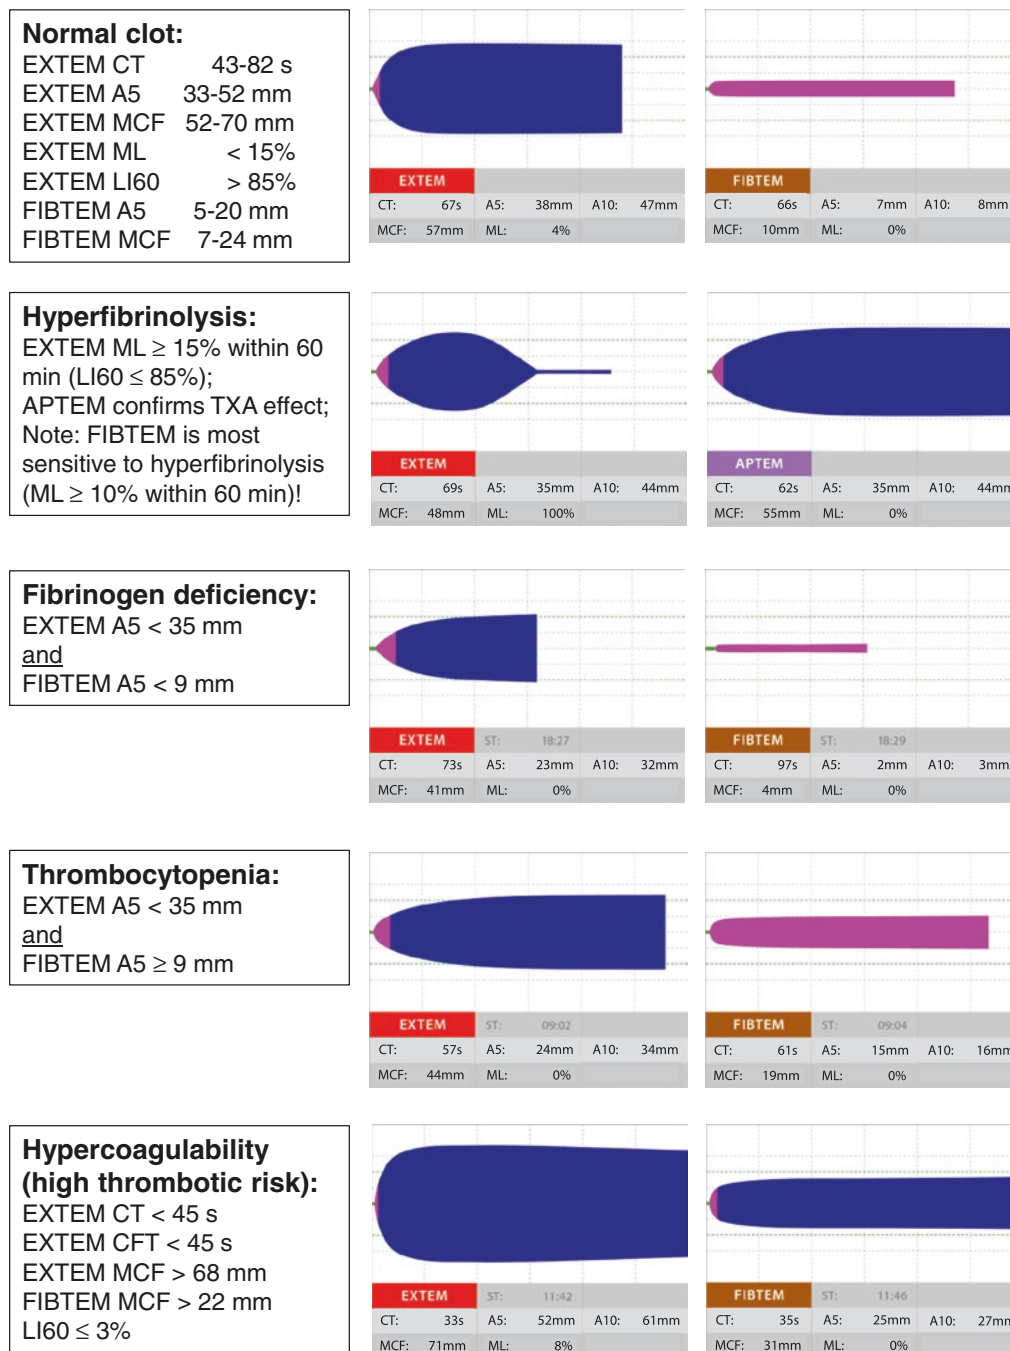 Normal clot:
EXTEM CT 43-82 s
EXTEM A5 33-52 mm
EXTEM MCF 52-70 mm
EXTEM ML < 15%
EXTEM LI60 > 85%
FIBTEM A5 5-20 mm
FIBTEM MCF 7-24 mm
EXTEM
CT: 67s A5: 38mm A10: 47mm
MCF: 57mm ML: 4%
FIBTEM
CT: 66s A5: 7mm A10: 8mm
MCF: 10mm ML: 0%
Hyperfibrinolysis:
EXTEM ML ≥ 15% within 60
min (LI60 ≤ 85%);
APTEM confirms TXA effect;
Note: FIBTEM is most
sensitive to hyperfibrinolysis
(ML ≥ 10% within 60 min)!
EXTEM
CT: 69s A5: 35mm A10: 44mm
MCF: 48mm ML: 100%
APTEM
CT: 62s A5: 35mm A10: 44mm
MCF: 55mm ML: 0%
Fibrinogen deficiency:
EXTEM A5 < 35 mm
and
FIBTEM A5 < 9 mm
EXTEM ST: 18:27
CT: 73s A5: 23mm A10: 32mm
MCF: 41mm ML: 0%
FIBTEM ST: 18:29
CT: 97s A5: 2mm A10: 3mm
MCF: 4mm ML: 0%
Thrombocytopenia:
EXTEM A5 < 35 mm
and
FIBTEM A5 ≥ 9 mm
EXTEM ST: 09:02
CT: 57s A5: 24mm A10: 34mm
MCF: 44mm ML: 0%
FIBTEM ST: 09:04
CT: 61s A5: 15mm A10: 16mm
MCF: 19mm ML: 0%
Hypercoagulability
(high thrombotic risk):
EXTEM CT < 45 s
EXTEM CFT < 45 s
EXTEM MCF > 68 mm
FIBTEM MCF > 22 mm
LI60 ≤ 3%
EXTEM ST: 11:42
CT: 33s A5: 52mm A10: 61mm
MCF: 71mm ML: 8%
FIBTEM ST: 11:46
CT: 35s A5: 25mm A10: 27mm
MCF: 31mm ML: 0%